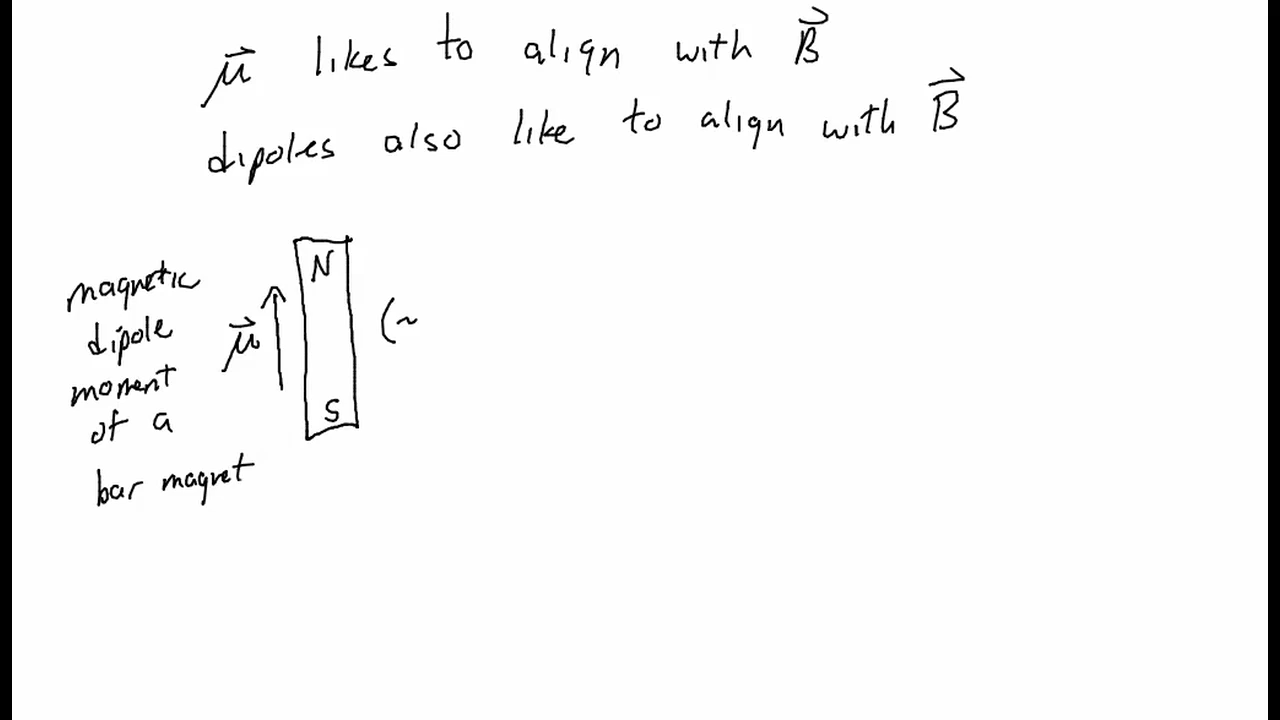 μ⃗ likes to align with B⃗
dipoles also like to align with B⃗
magnetic
dipole
moment
of a
bar magnet
μ⃗
N
S
(~